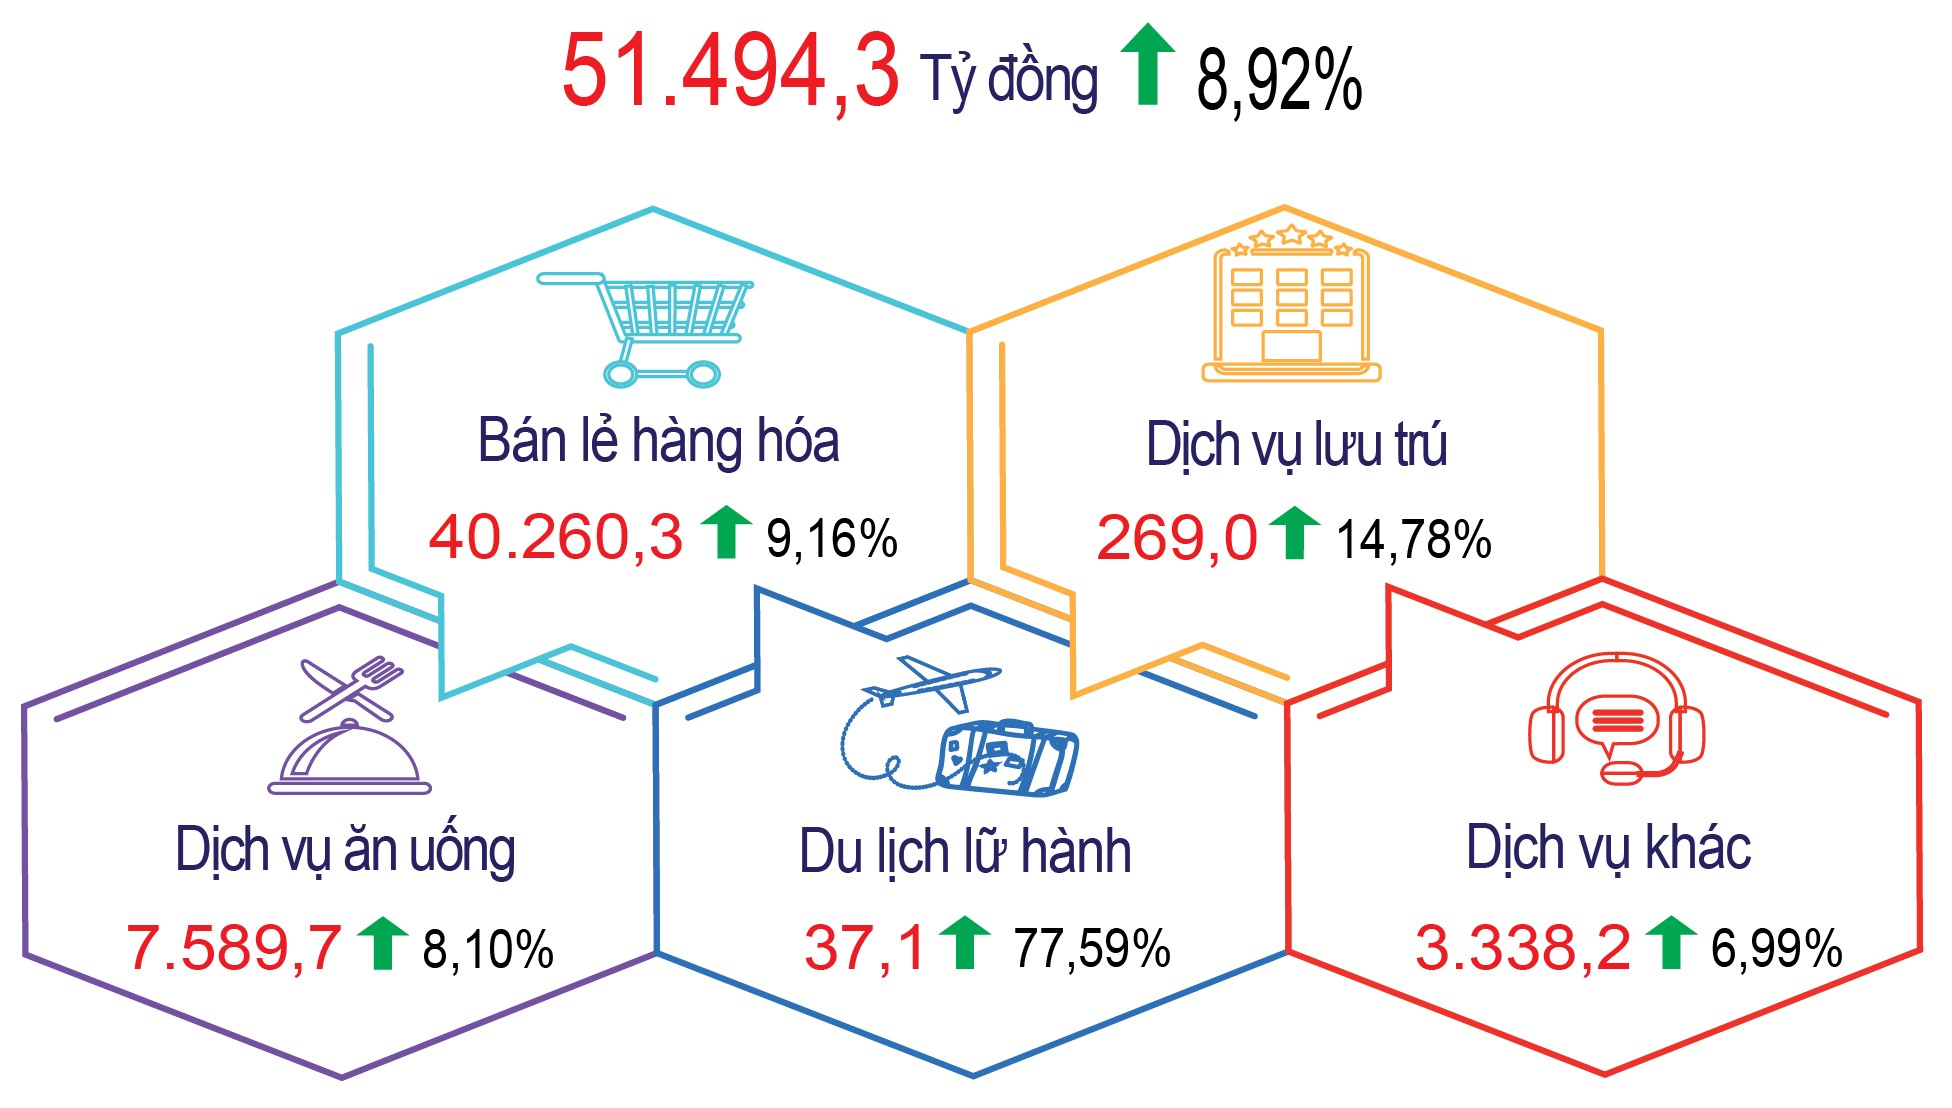 51.494,3 Tỷ đồng 8,92%
Bán lẻ hàng hóa
40.260,3 9,16%
Dịch vụ lưu trú
269,0 14,78%
Dịch vụ ăn uống
7.589,7 8,10%
Du lịch lữ hành
37,1 77,59%
Dịch vụ khác
3.338,2 6,99%